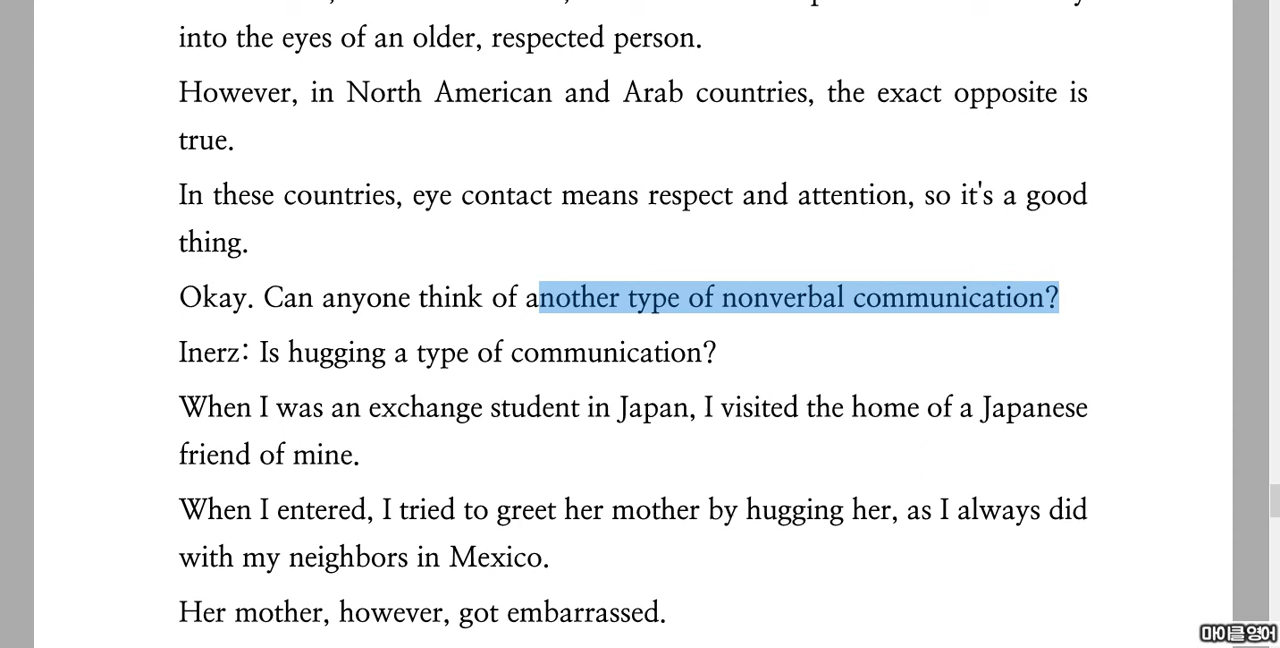 into the eyes of an older, respected person.
However, in North American and Arab countries, the exact opposite is
true.
In these countries, eye contact means respect and attention, so it's a good
thing.
Okay. Can anyone think of another type of nonverbal communication?
Inerz: Is hugging a type of communication?
When I was an exchange student in Japan, I visited the home of a Japanese
friend of mine.
When I entered, I tried to greet her mother by hugging her, as I always did
with my neighbors in Mexico.
Her mother, however, got embarrassed.
마이클 영어